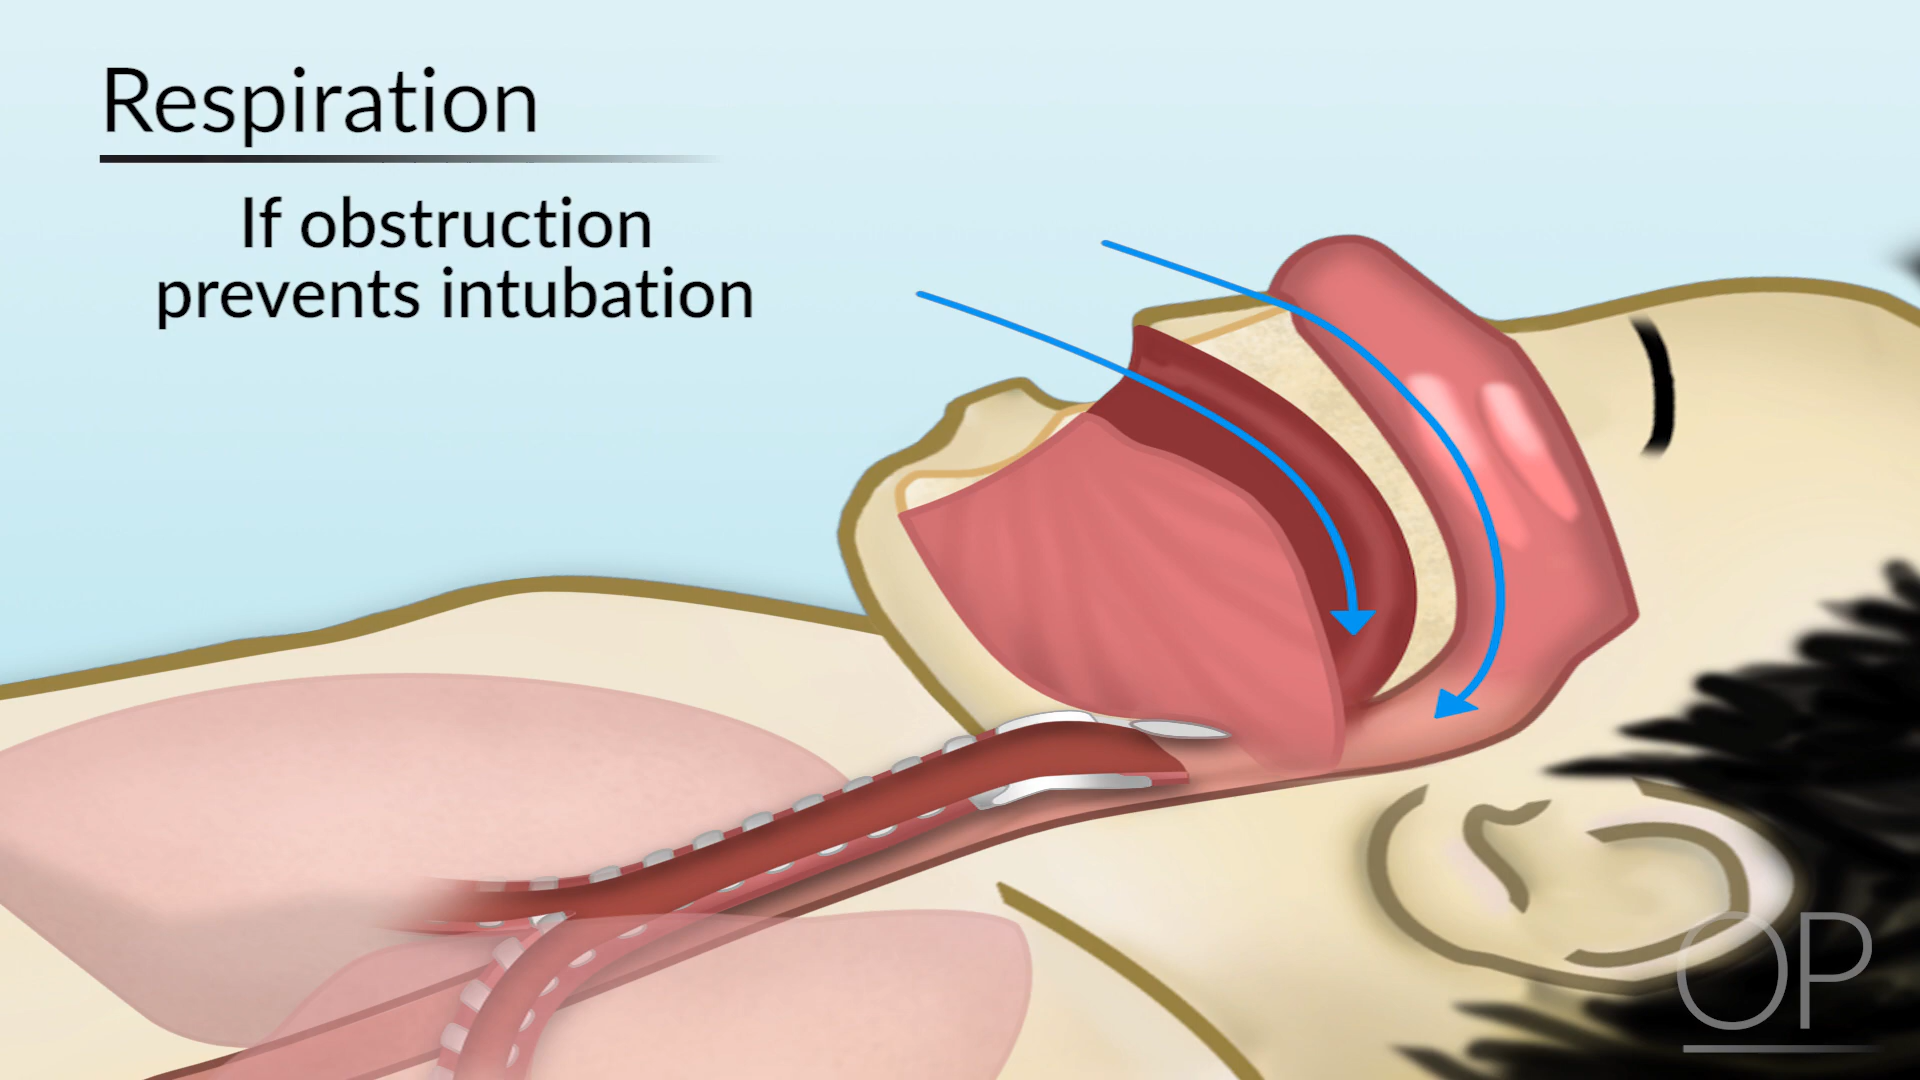 Respiration
If obstruction
prevents intubation
OP